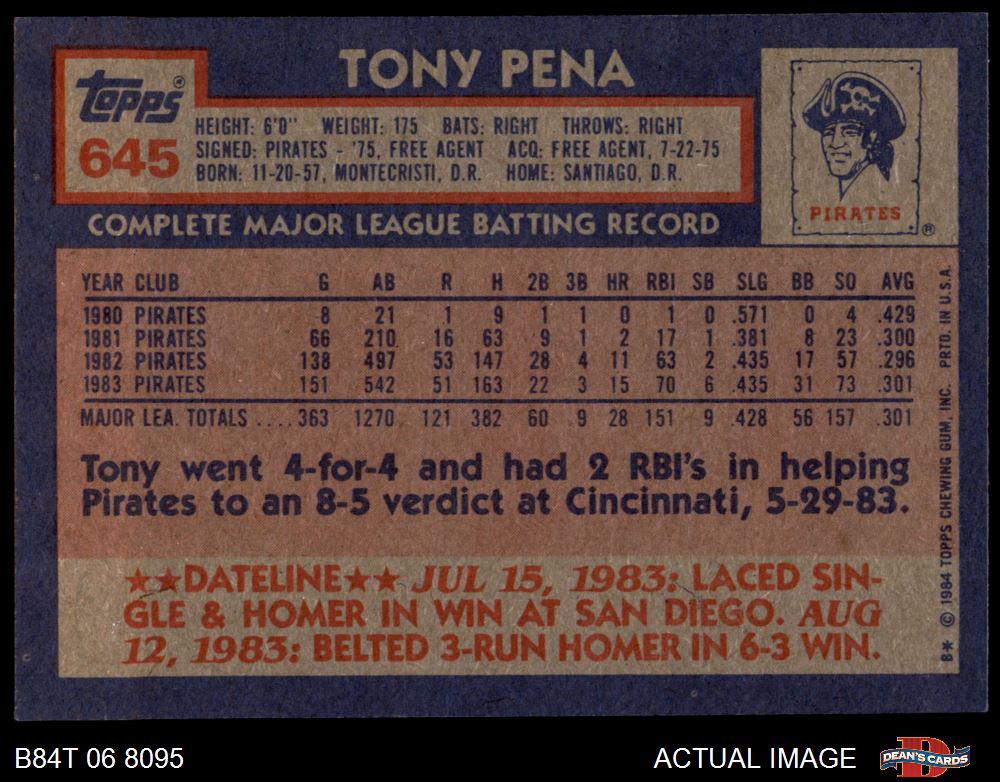 TONY PENA
Topps®
645
HEIGHT: 6'0" WEIGHT: 175 BATS: RIGHT THROWS: RIGHT
SIGNED: PIRATES - '75, FREE AGENT ACQ: FREE AGENT, 7-22-75
BORN: 11-20-57, MONTECRISTI, D.R. HOME: SANTIAGO, D.R.
PIRATES
®
COMPLETE MAJOR LEAGUE BATTING RECORD
YEAR CLUB G AB R H 2B 3B HR RBI SB SLG BB SO AVG
1980 PIRATES 8 21 1 9 1 1 0 1 0 .571 0 4 .429
1981 PIRATES 66 210 16 63 9 1 2 17 1 .381 8 23 .300
1982 PIRATES 138 497 53 147 28 4 11 63 2 .435 17 57 .296
1983 PIRATES 151 542 51 163 22 3 15 70 6 .435 31 73 .301
MAJOR LEA. TOTALS .... 363 1270 121 382 60 9 28 151 9 .428 56 157 .301
Tony went 4-for-4 and had 2 RBI's in helping
Pirates to an 8-5 verdict at Cincinnati, 5-29-83.
★★DATELINE★★ JUL 15, 1983: LACED SIN-
GLE & HOMER IN WIN AT SAN DIEGO. AUG
12, 1983: BELTED 3-RUN HOMER IN 6-3 WIN.
B* © 1984 TOPPS CHEWING GUM, INC. PRTD. IN U.S.A.
B84T 06 8095
ACTUAL IMAGE
D
DEAN'S CARDS